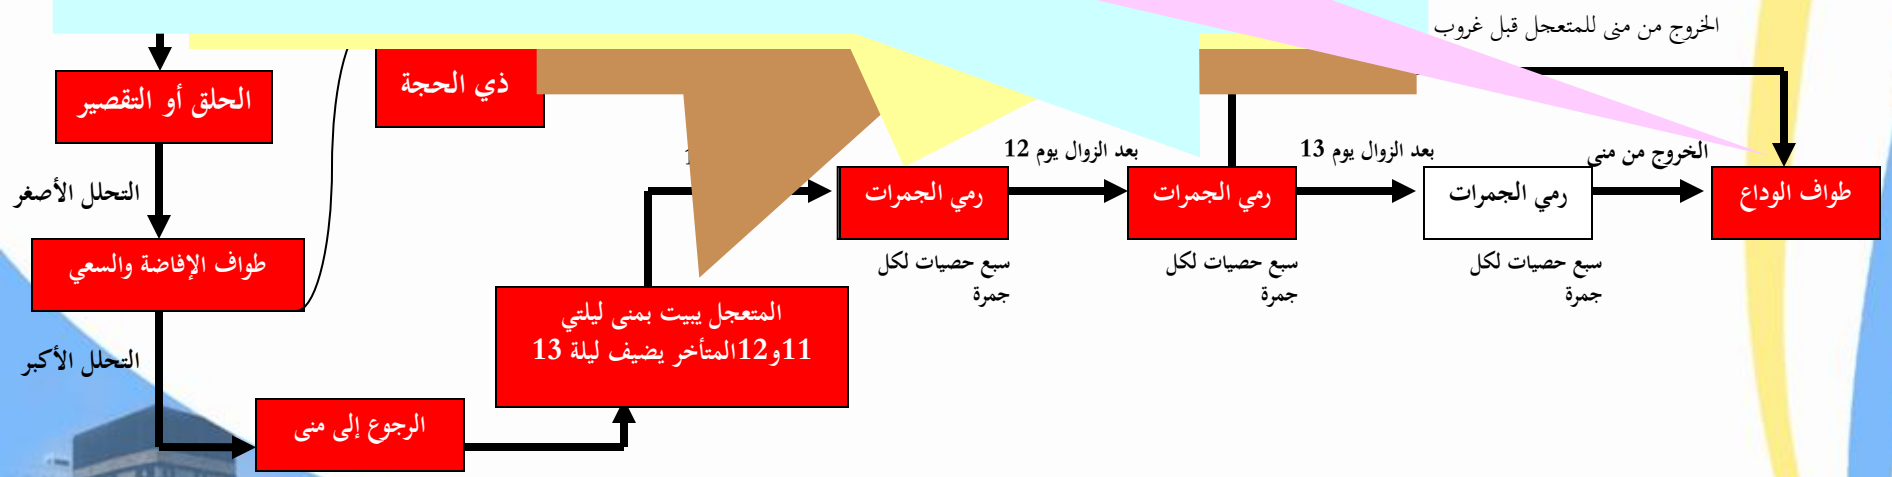 الخروج من منى للمتعجل قبل غروب
ذي الحجة
الحلق أو التقصير
التحلل الأصغر
طواف الإفاضة والسعي
التحلل الأكبر
الرجوع إلى منى
المتعجل يبيت بمنى ليلتي
11و12المتأخر يضيف ليلة 13
رمي الجمرات
سبع حصيات لكل
جمرة
بعد الزوال يوم 12
رمي الجمرات
سبع حصيات لكل
جمرة
بعد الزوال يوم 13
رمي الجمرات
سبع حصيات لكل
جمرة
الخروج من منى
طواف الوداع